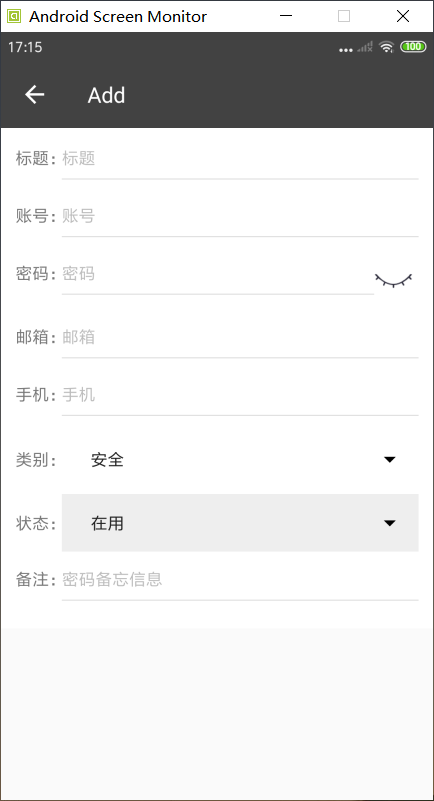 Android Screen Monitor
17:15
100
Add
标题: 标题
账号: 账号
密码: 密码
邮箱: 邮箱
手机: 手机
类别: 安全
状态: 在用
备注: 密码备忘信息